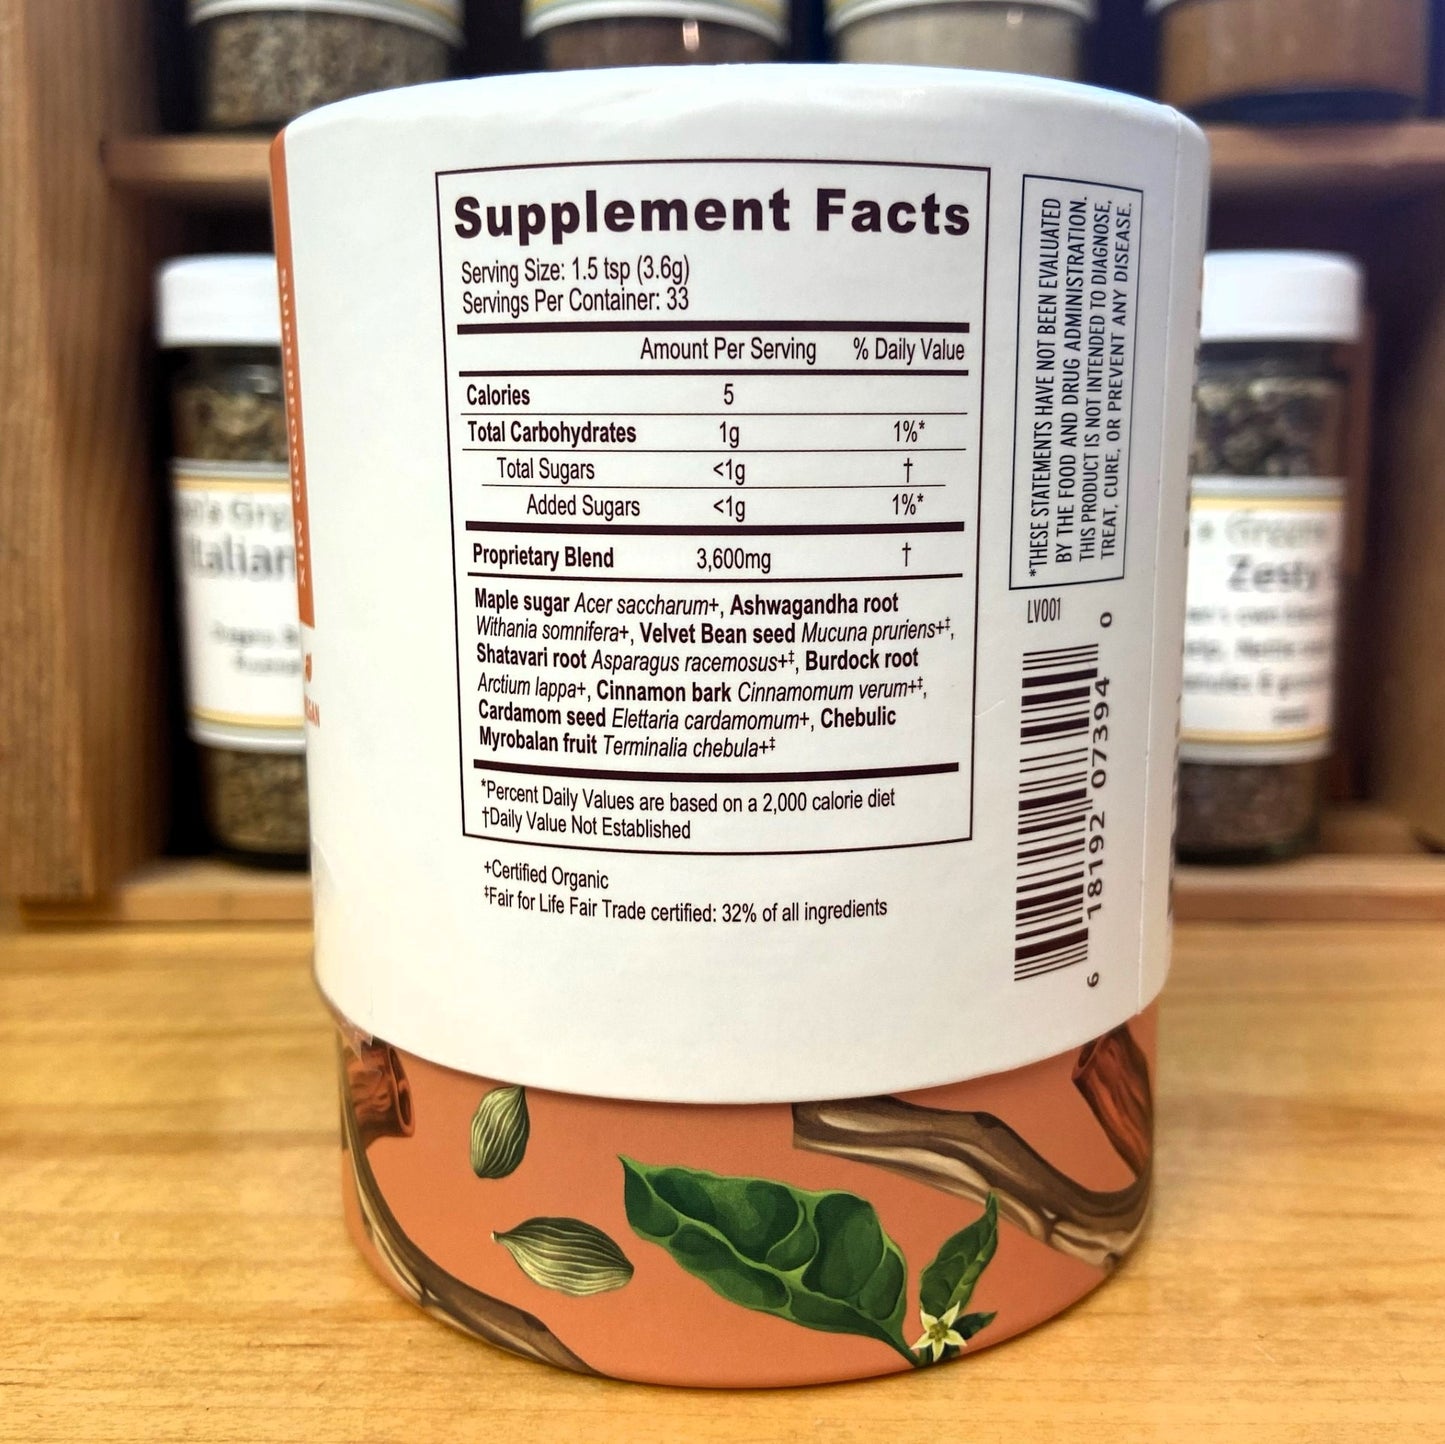 Supplement Facts
Serving Size: 1.5 tsp (3.6g)
Servings Per Container: 33
Amount Per Serving % Daily Value
Calories 5
Total Carbohydrates 1g 1%*
Total Sugars <1g †
Added Sugars <1g 1%*
Proprietary Blend 3,600mg †
Maple sugar Acer saccharum+, Ashwagandha root
Withania somnifera+, Velvet Bean seed Mucuna pruriens+‡,
Shatavari root Asparagus racemosus+‡, Burdock root
Arctium lappa+, Cinnamon bark Cinnamomum verum+‡,
Cardamom seed Elettaria cardamomum+, Chebulic
Myrobalan fruit Terminalia chebula+‡
*Percent Daily Values are based on a 2,000 calorie diet
†Daily Value Not Established
+Certified Organic
‡Fair for Life Fair Trade certified: 32% of all ingredients
*THESE STATEMENTS HAVE NOT BEEN EVALUATED
BY THE FOOD AND DRUG ADMINISTRATION.
THIS PRODUCT IS NOT INTENDED TO DIAGNOSE,
TREAT, CURE, OR PREVENT ANY DISEASE.
LV001
6 18192 07394 0
Zesty